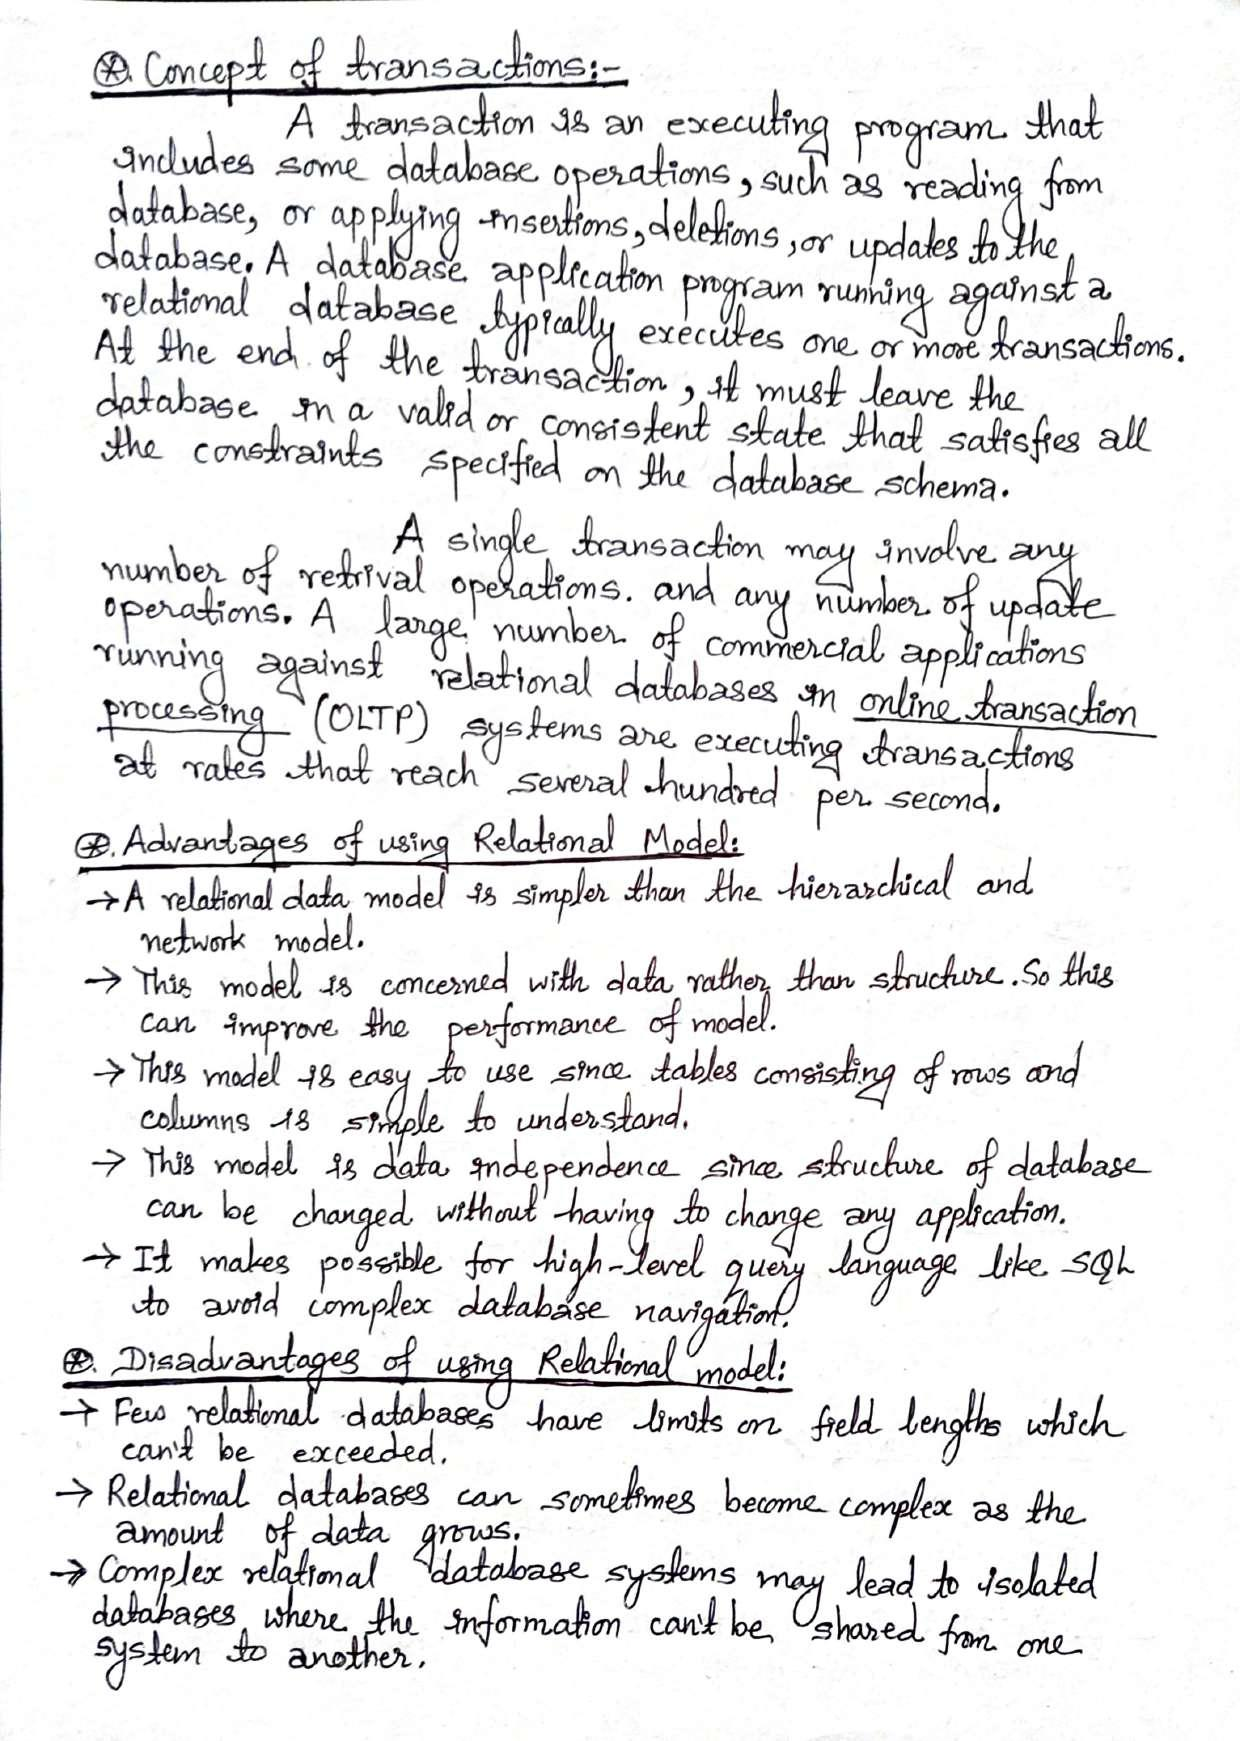 ⊛. Concept of transactions:-
A transaction is an executing program that
includes some database operations, such as reading from
database, or applying insertions, deletions, or updates to the
database. A database application program running against a
relational database typically executes one or more transactions.
At the end of the transaction, it must leave the
database in a valid or consistent state that satisfies all
the constraints specified on the database schema.
A single transaction may involve any
number of retrival operations. and any number of update
operations. A large number of commercial applications
running against relational databases in online transaction
processing (OLTP) systems are executing transactions
at rates that reach several hundred per second.
⊛. Advantages of using Relational Model:
→ A relational data model is simpler than the hierarchical and
network model.
→ This model is concerned with data rather than structure. So this
can improve the performance of model.
→ This model is easy to use since tables consisting of rows and
columns is simple to understand.
→ This model is data independence since structure of database
can be changed without having to change any application.
→ It makes possible for high-level query language like SQL
to avoid complex database navigation.
⊛. Disadvantages of using Relational model:
→ Few relational databases have limits on field lengths which
can't be exceeded.
→ Relational databases can sometimes become complex as the
amount of data grows.
→ Complex relational database systems may lead to isolated
databases where the information can't be shared from one
system to another.